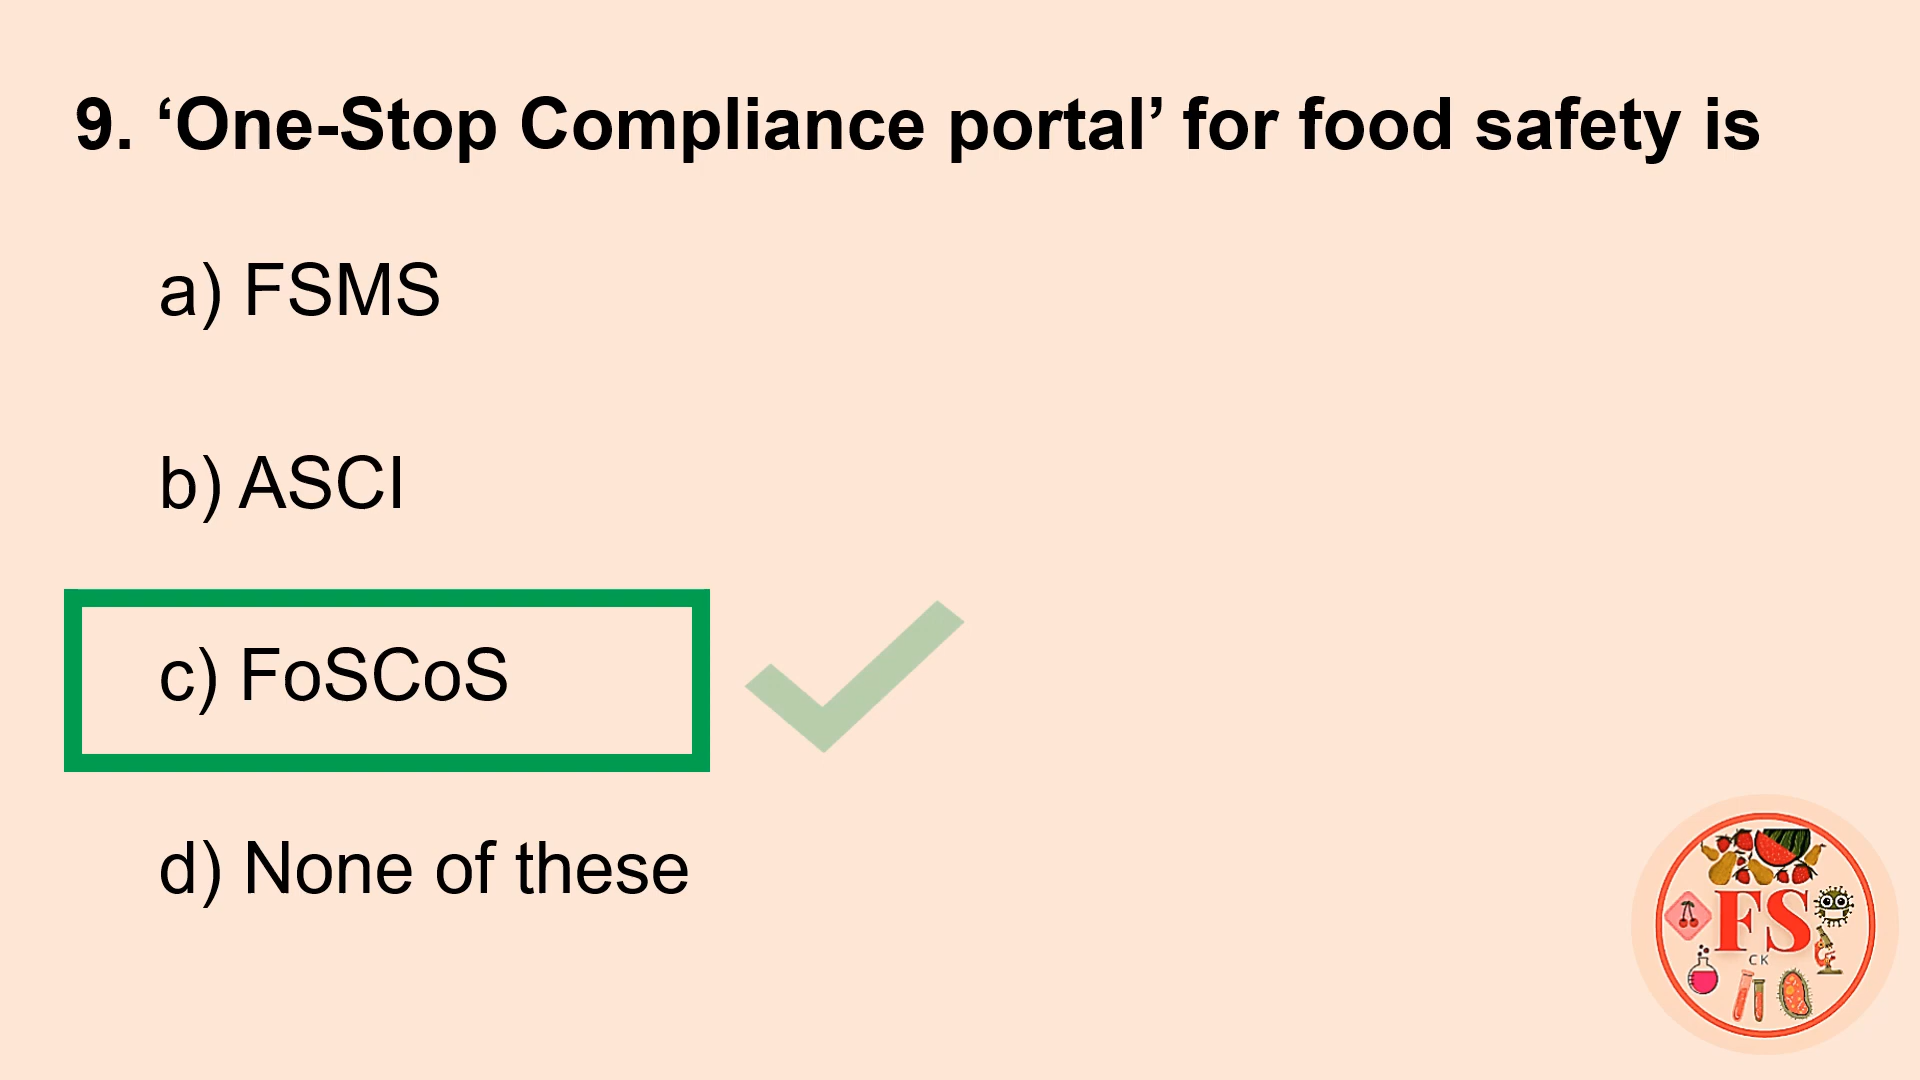 9. ‘One-Stop Compliance portal’ for food safety is
a) FSMS
b) ASCI
c) FoSCoS
d) None of these
FS
CK